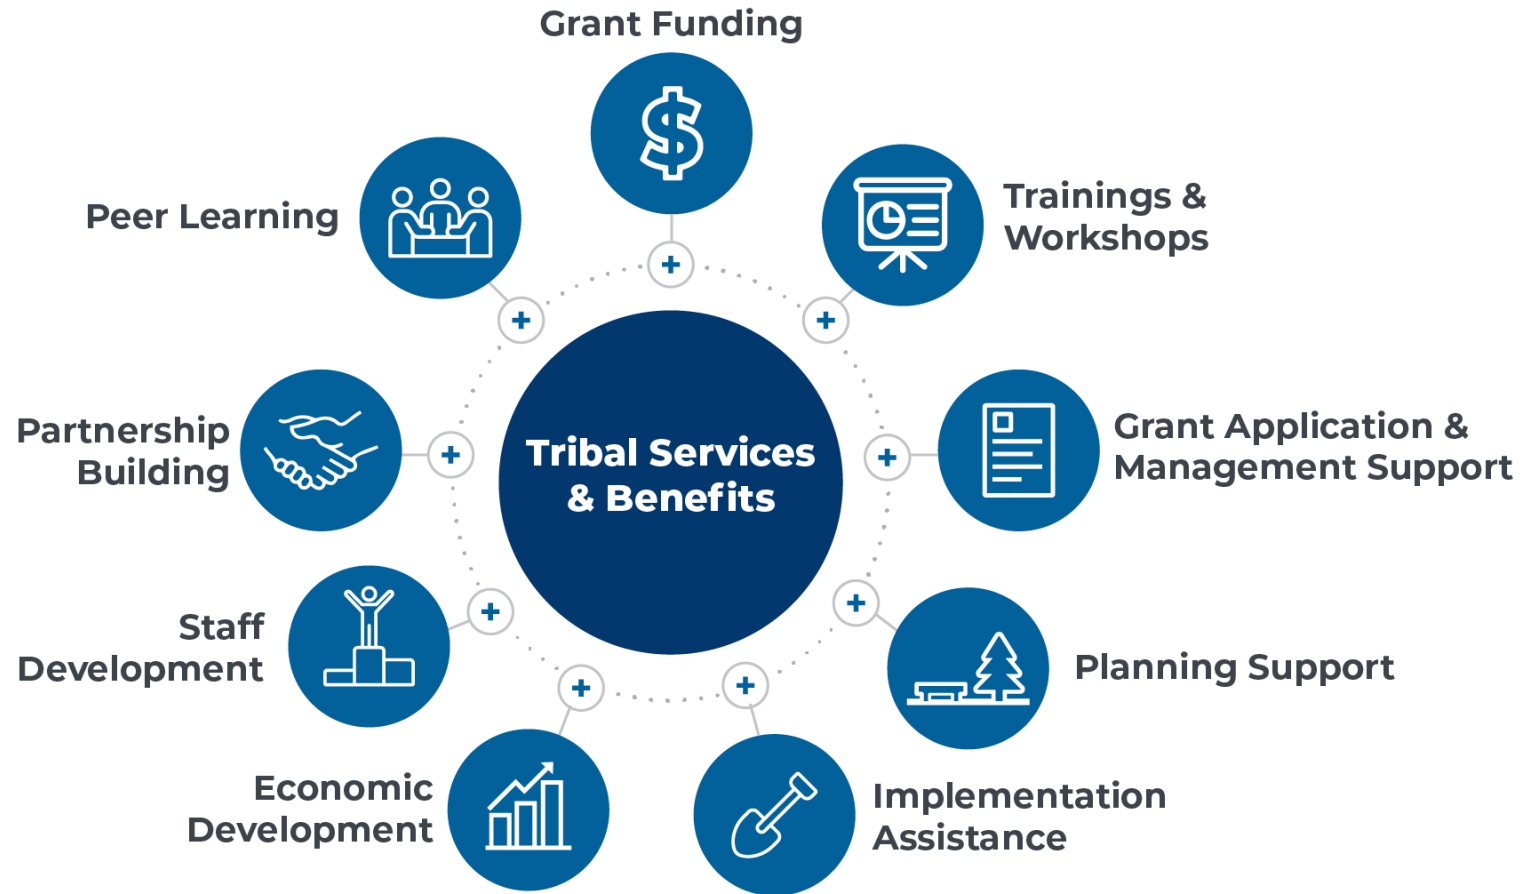 Grant Funding
Trainings &
Workshops
Grant Application &
Management Support
Planning Support
Implementation
Assistance
Economic
Development
Staff
Development
Partnership
Building
Peer Learning
Tribal Services
& Benefits